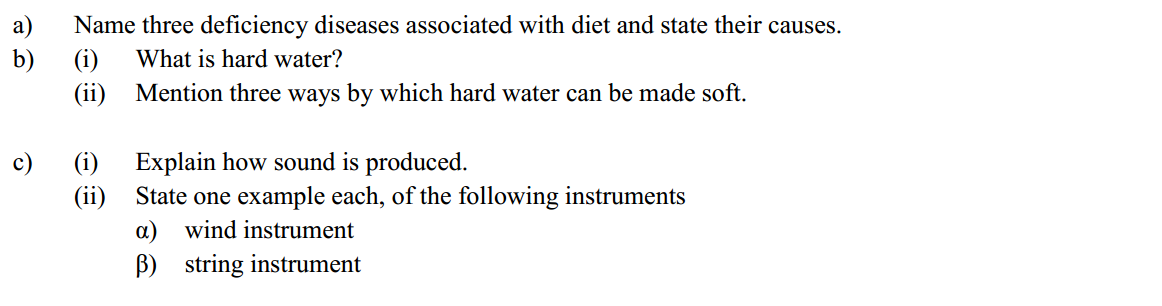 a) Name three deficiency diseases associated with diet and state their causes.
b) (i) What is hard water?
(ii) Mention three ways by which hard water can be made soft.
c) (i) Explain how sound is produced.
(ii) State one example each, of the following instruments
α) wind instrument
β) string instrument